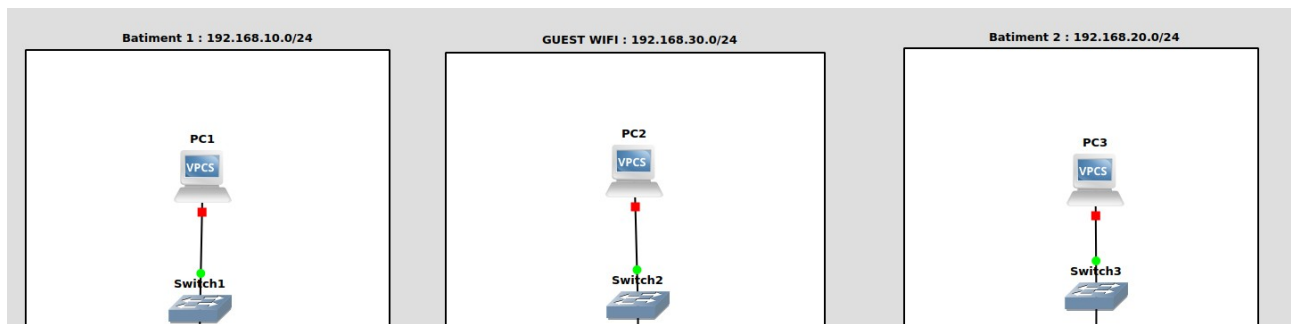 Batiment 1 : 192.168.10.0/24
GUEST WIFI : 192.168.30.0/24
Batiment 2 : 192.168.20.0/24
PC1
VPCS
Switch1
PC2
VPCS
Switch2
PC3
VPCS
Switch3